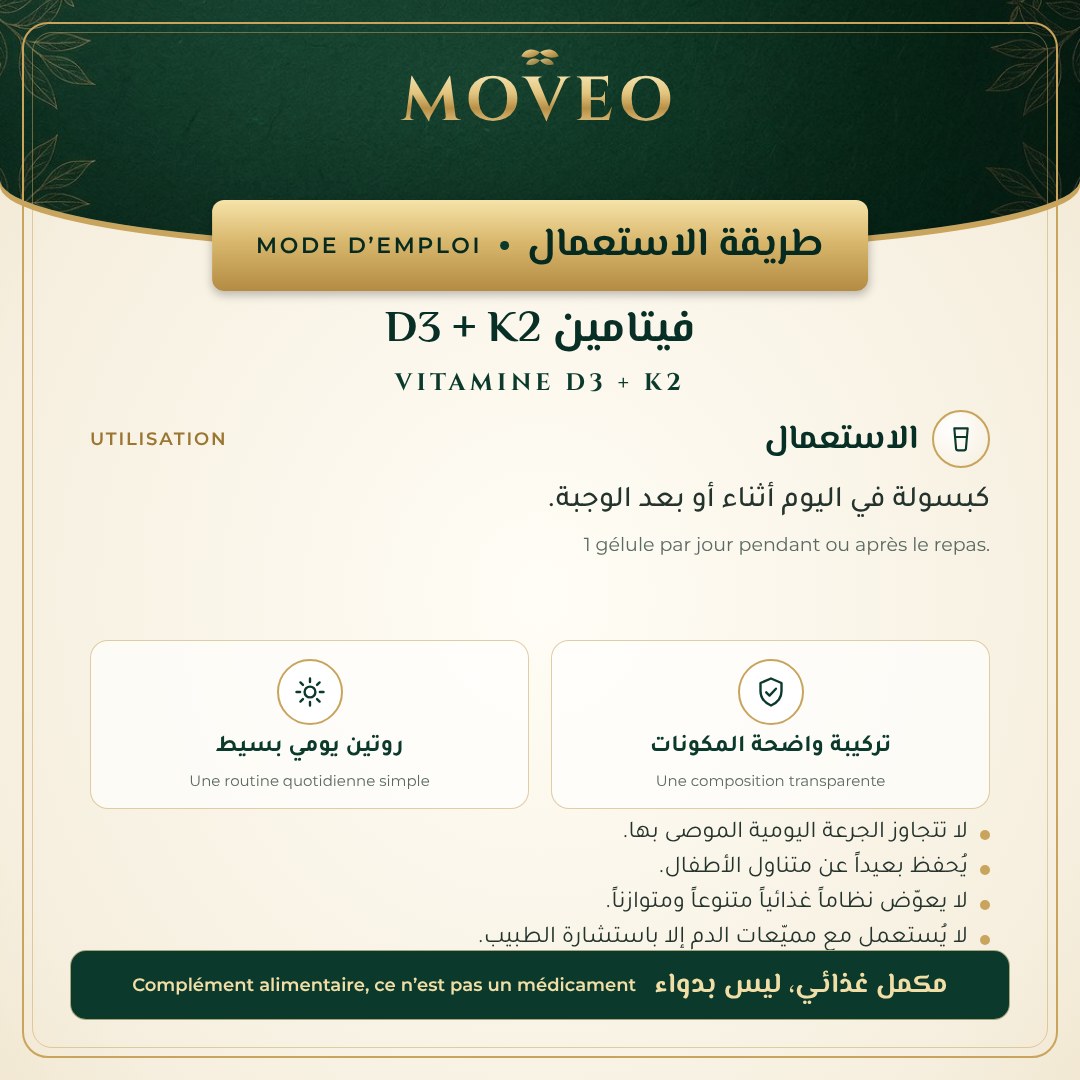 MOVEO
طريقة الاستعمال • MODE D’EMPLOI
فيتامين D3 + K2
VITAMINE D3 + K2
الاستعمال
UTILISATION
كبسولة في اليوم أثناء أو بعد الوجبة.
1 gélule par jour pendant ou après le repas.
تركيبة واضحة المكونات
Une composition transparente
روتين يومي بسيط
Une routine quotidienne simple
لا تتجاوز الجرعة اليومية الموصى بها.
يُحفظ بعيداً عن متناول الأطفال.
لا يعوّض نظاماً غذائياً متنوعاً ومتوازناً.
لا يُستعمل مع مميّعات الدم إلا باستشارة الطبيب.
مكمل غذائي، ليس بدواء Complément alimentaire, ce n’est pas un médicament